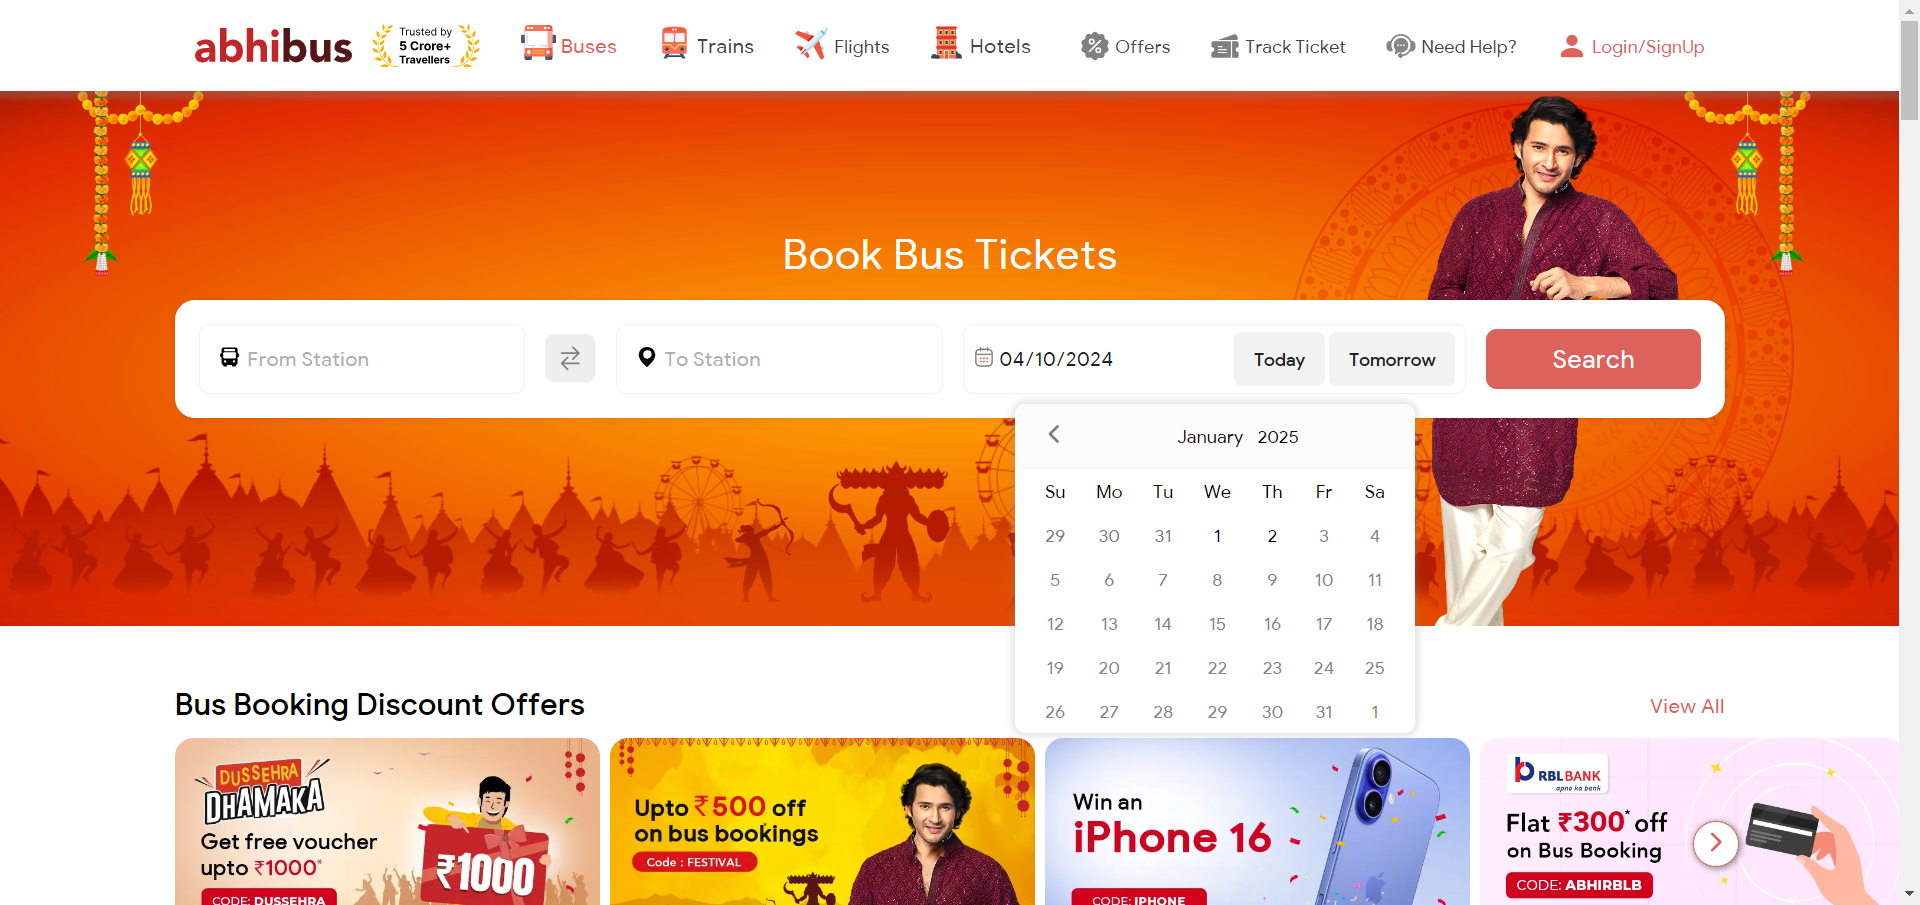 abhibus
Trusted by
5 Crore+
Travellers
Buses
Trains
Flights
Hotels
Offers
Track Ticket
Need Help?
Login/SignUp
Book Bus Tickets
From Station
To Station
04/10/2024
Today
Tomorrow
Search
January 2025
Su Mo Tu We Th Fr Sa
29 30 31 1 2 3 4
5 6 7 8 9 10 11
12 13 14 15 16 17 18
19 20 21 22 23 24 25
26 27 28 29 30 31 1
Bus Booking Discount Offers
View All
DUSSEHRA
DHAMAKA
Get free voucher
upto ₹1000*
CODE: DUSSEHRA
₹1000
Upto ₹500 off
on bus bookings
Code : FESTIVAL
Win an
iPhone 16
CODE: IPHONE
RBLBANK
apno ka bank
Flat ₹300* off
on Bus Booking
CODE: ABHIRBLB